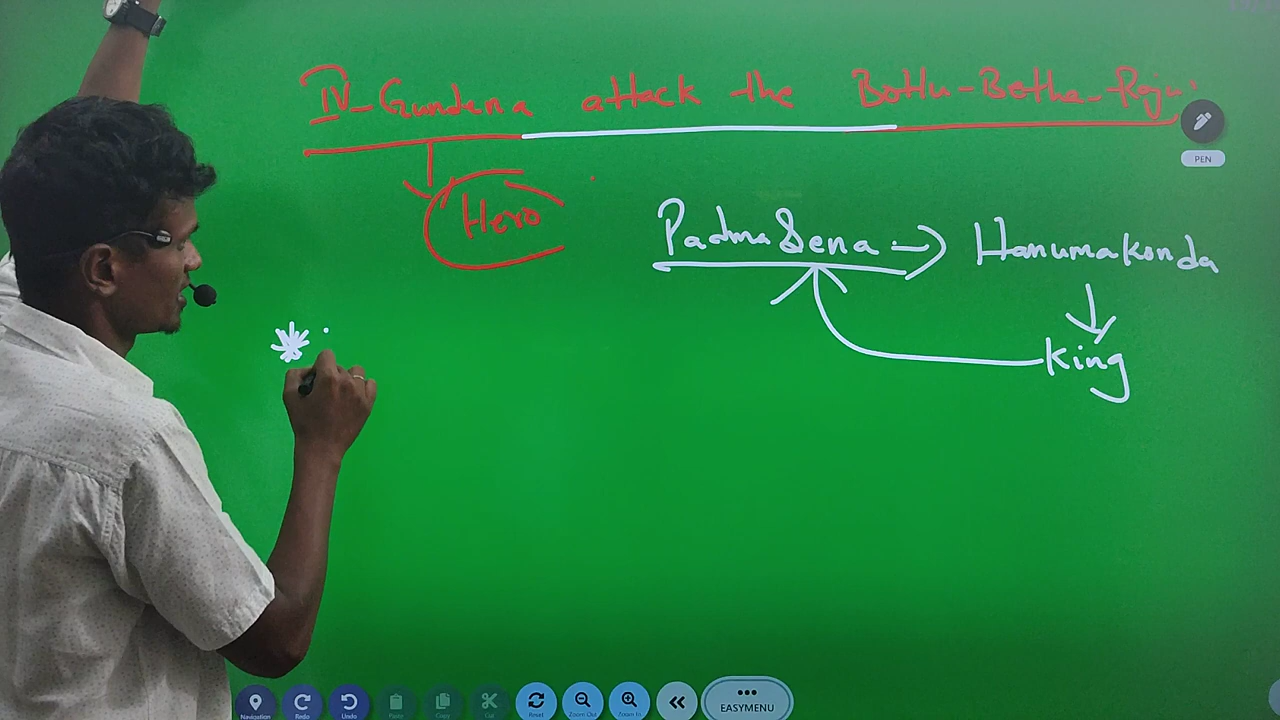 IV-Gundena attack the Bottu-Betha-Raju
PEN
Hero
PadmaSena → Hanumakonda
King
Navigation Redo Undo Paste Copy Cut Reset Zoom Out Zoom In EASYMENU